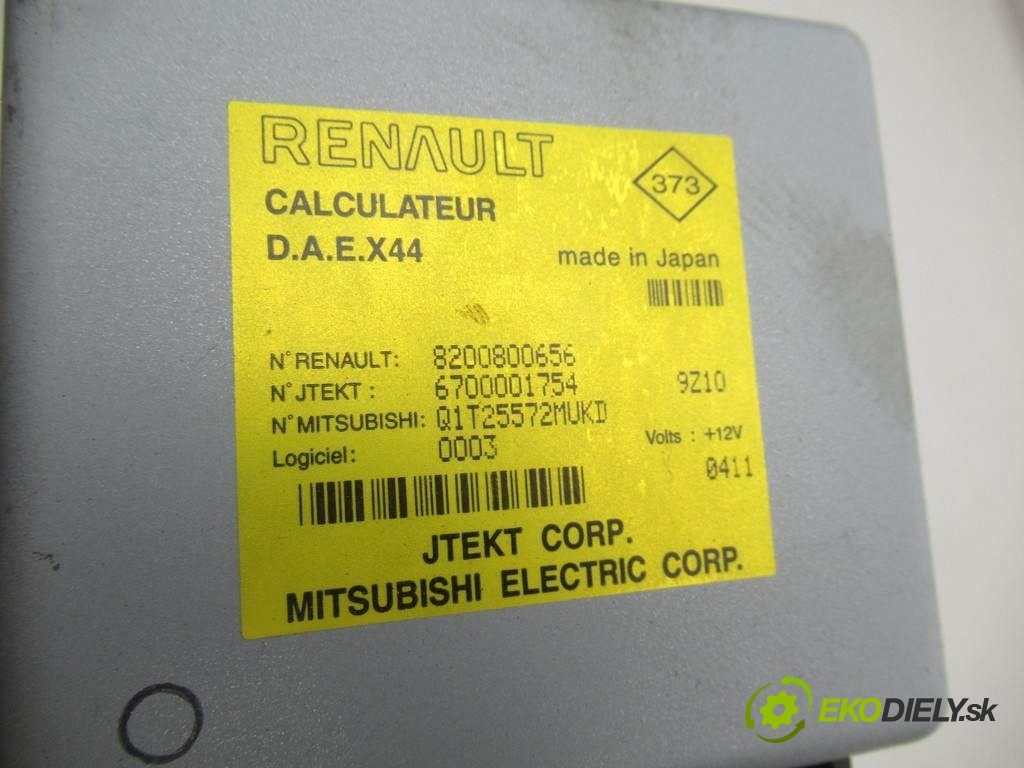 RENAULT
373
CALCULATEUR
D.A.E.X44
made in Japan
N° RENAULT: 8200800656
N° JTEKT : 6700001754 9Z10
N° MITSUBISHI: Q1T25572MUKD
Logiciel: 0003 Volts : +12V
0411
JTEKT CORP.
MITSUBISHI ELECTRIC CORP.
EKODIELY.sk